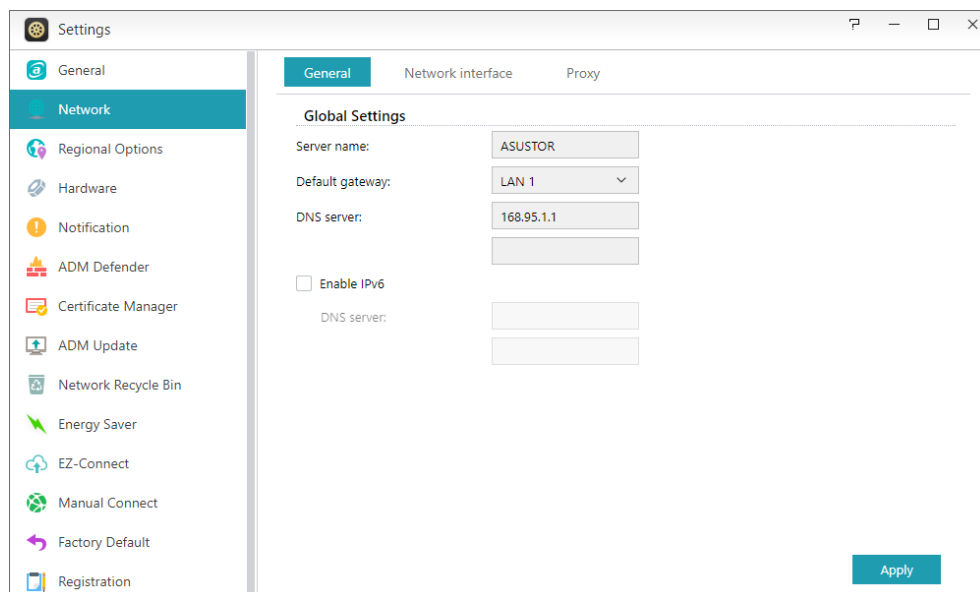 Settings
General
Network
Regional Options
Hardware
Notification
ADM Defender
Certificate Manager
ADM Update
Network Recycle Bin
Energy Saver
EZ-Connect
Manual Connect
Factory Default
Registration
General Network interface Proxy
Global Settings
Server name: ASUSTOR
Default gateway: LAN 1
DNS server: 168.95.1.1
Enable IPv6
DNS server:
Apply